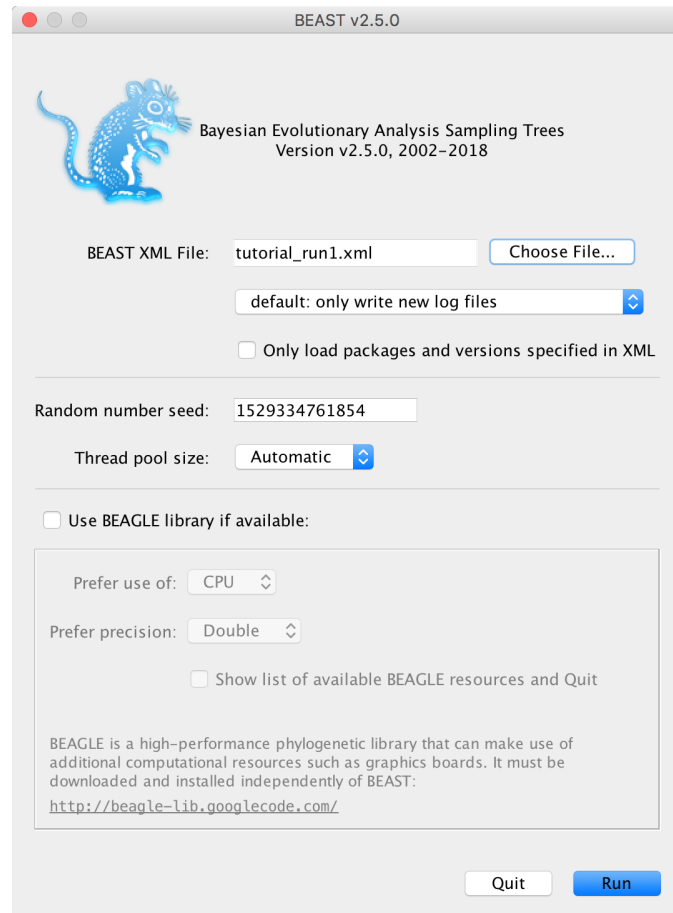 BEAST v2.5.0
Bayesian Evolutionary Analysis Sampling Trees
Version v2.5.0, 2002–2018
BEAST XML File: tutorial_run1.xml Choose File...
default: only write new log files
Only load packages and versions specified in XML
Random number seed: 1529334761854
Thread pool size: Automatic
Use BEAGLE library if available:
Prefer use of: CPU
Prefer precision: Double
Show list of available BEAGLE resources and Quit
BEAGLE is a high–performance phylogenetic library that can make use of
additional computational resources such as graphics boards. It must be
downloaded and installed independently of BEAST:
http://beagle-lib.googlecode.com/
Quit Run